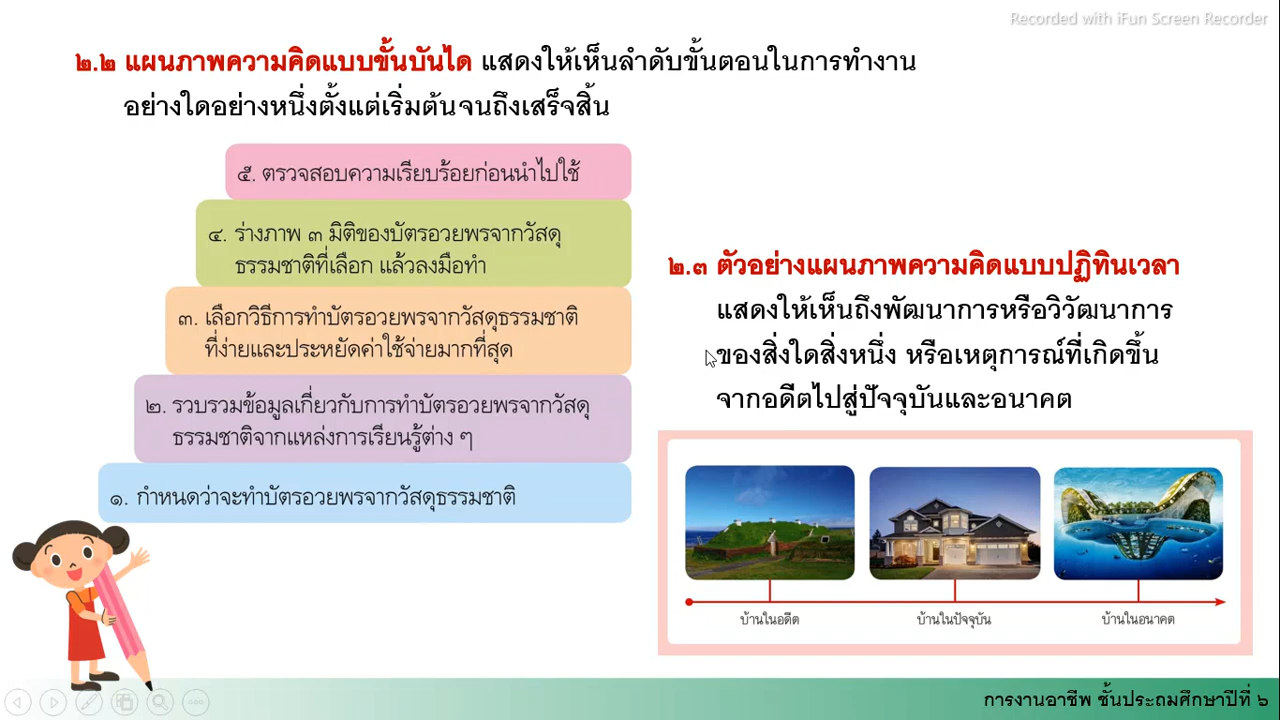 Recorded with iFun Screen Recorder
๒.๒ แผนภาพความคิดแบบขั้นบันได แสดงให้เห็นลำดับขั้นตอนในการทำงาน
อย่างใดอย่างหนึ่งตั้งแต่เริ่มต้นจนถึงเสร็จสิ้น
๕. ตรวจสอบความเรียบร้อยก่อนนำไปใช้
๔. ร่างภาพ ๓ มิติของบัตรอวยพรจากวัสดุ
ธรรมชาติที่เลือก แล้วลงมือทำ
๓. เลือกวิธีการทำบัตรอวยพรจากวัสดุธรรมชาติ
ที่ง่ายและประหยัดค่าใช้จ่ายมากที่สุด
๒. รวบรวมข้อมูลเกี่ยวกับการทำบัตรอวยพรจากวัสดุ
ธรรมชาติจากแหล่งการเรียนรู้ต่าง ๆ
๑. กำหนดว่าจะทำบัตรอวยพรจากวัสดุธรรมชาติ
๒.๓ ตัวอย่างแผนภาพความคิดแบบปฏิทินเวลา
แสดงให้เห็นถึงพัฒนาการหรือวิวัฒนาการ
ของสิ่งใดสิ่งหนึ่ง หรือเหตุการณ์ที่เกิดขึ้น
จากอดีตไปสู่ปัจจุบันและอนาคต
บ้านในอดีต
บ้านในปัจจุบัน
บ้านในอนาคต
การงานอาชีพ ชั้นประถมศึกษาปีที่ ๖